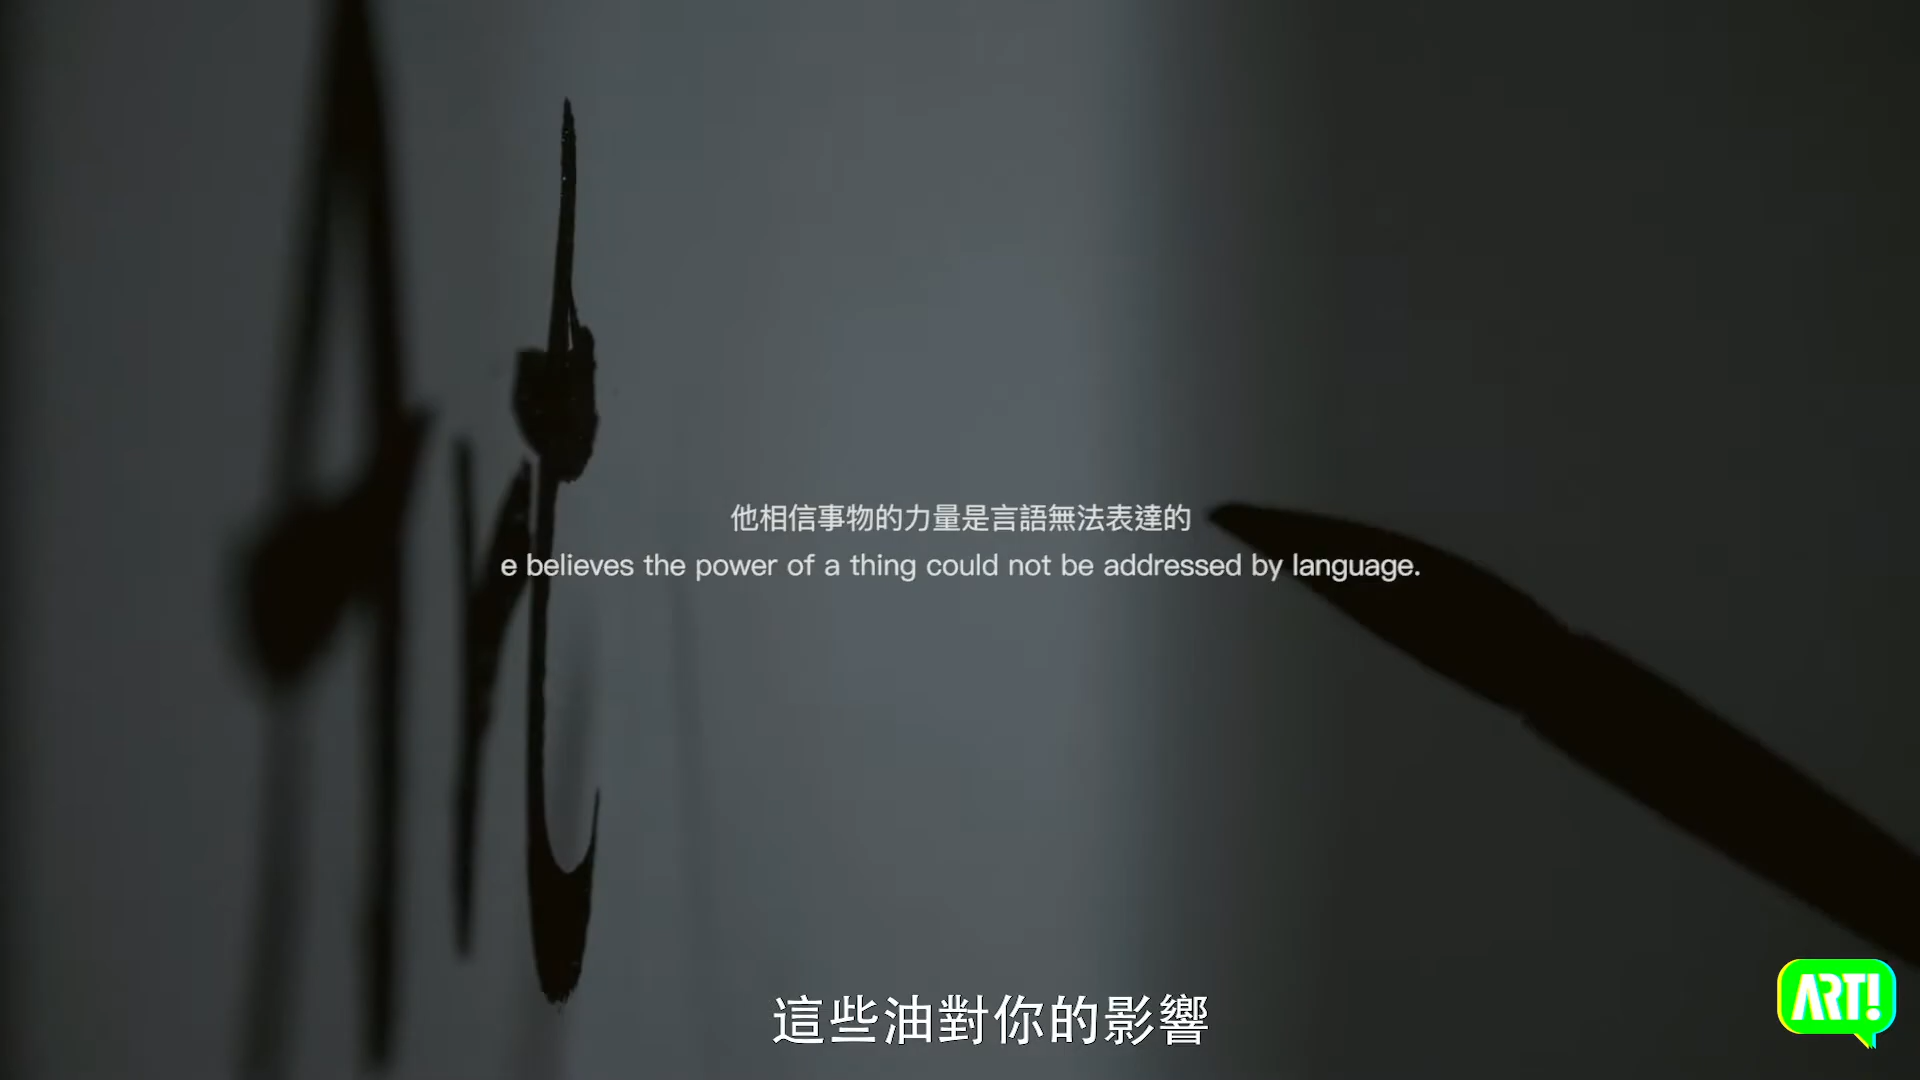 他相信事物的力量是言語無法表達的
e believes the power of a thing could not be addressed by language.
這些油對你的影響
ART!